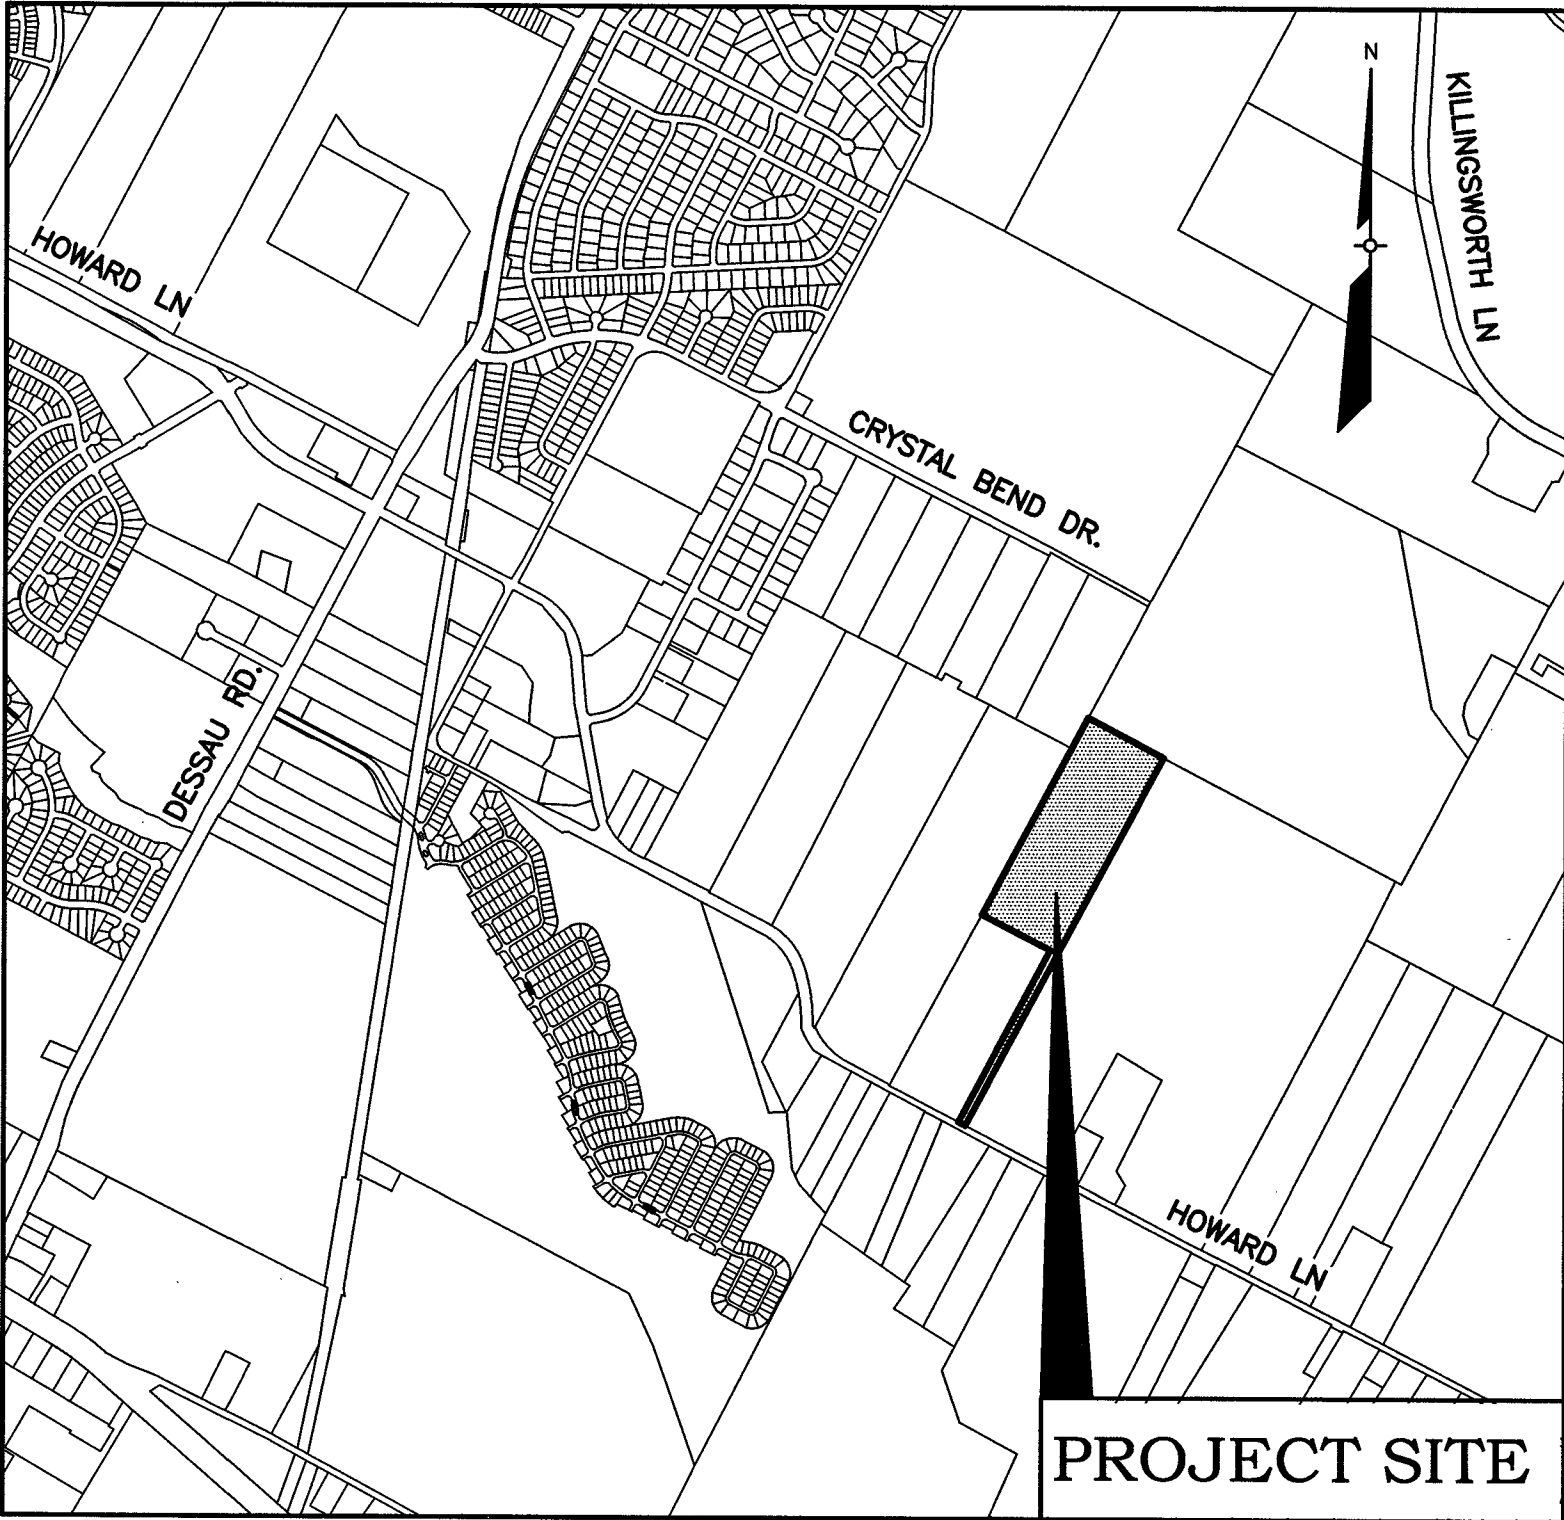 N
KILLINGSWORTH LN
HOWARD LN
CRYSTAL BEND DR.
DESSAU RD.
HOWARD LN
PROJECT SITE